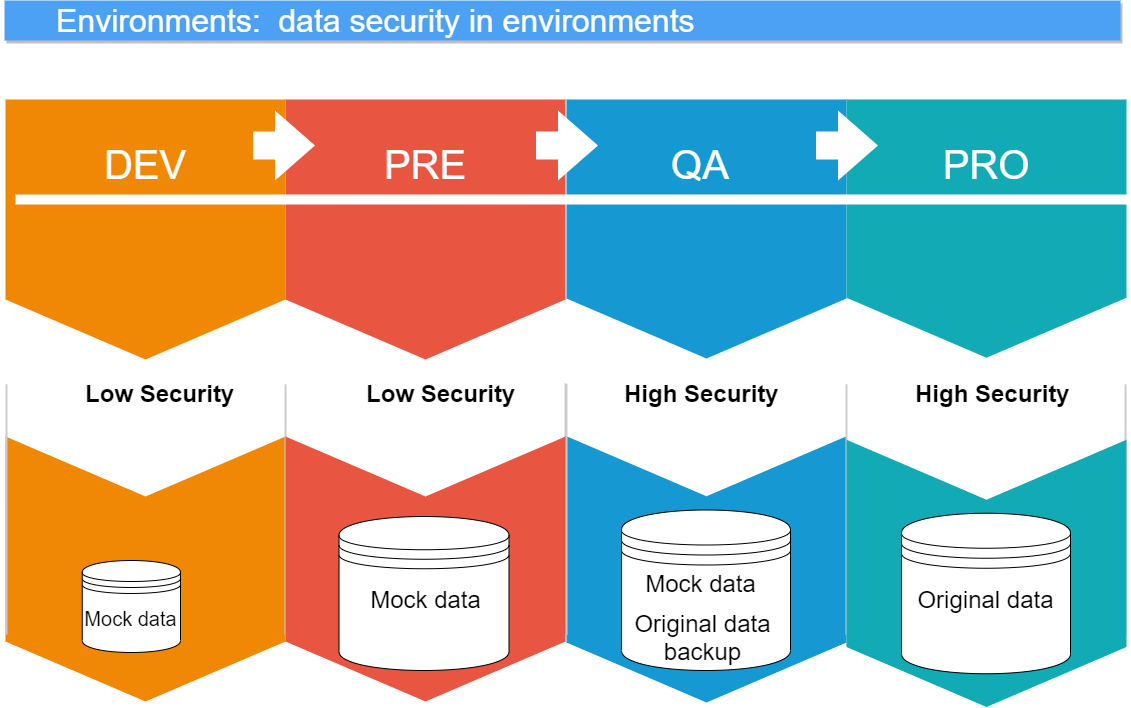 Environments:  data security in environments
DEV
PRE
QA
PRO
Low Security
Low Security
High Security
High Security
Mock data
Mock data
Mock data
Original data
backup
Original data